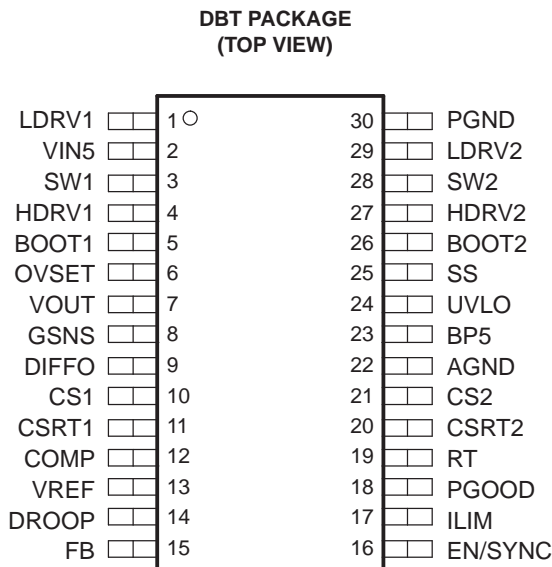 DBT PACKAGE
(TOP VIEW)
LDRV1 1 30 PGND
VIN5 2 29 LDRV2
SW1 3 28 SW2
HDRV1 4 27 HDRV2
BOOT1 5 26 BOOT2
OVSET 6 25 SS
VOUT 7 24 UVLO
GSNS 8 23 BP5
DIFFO 9 22 AGND
CS1 10 21 CS2
CSRT1 11 20 CSRT2
COMP 12 19 RT
VREF 13 18 PGOOD
DROOP 14 17 ILIM
FB 15 16 EN/SYNC